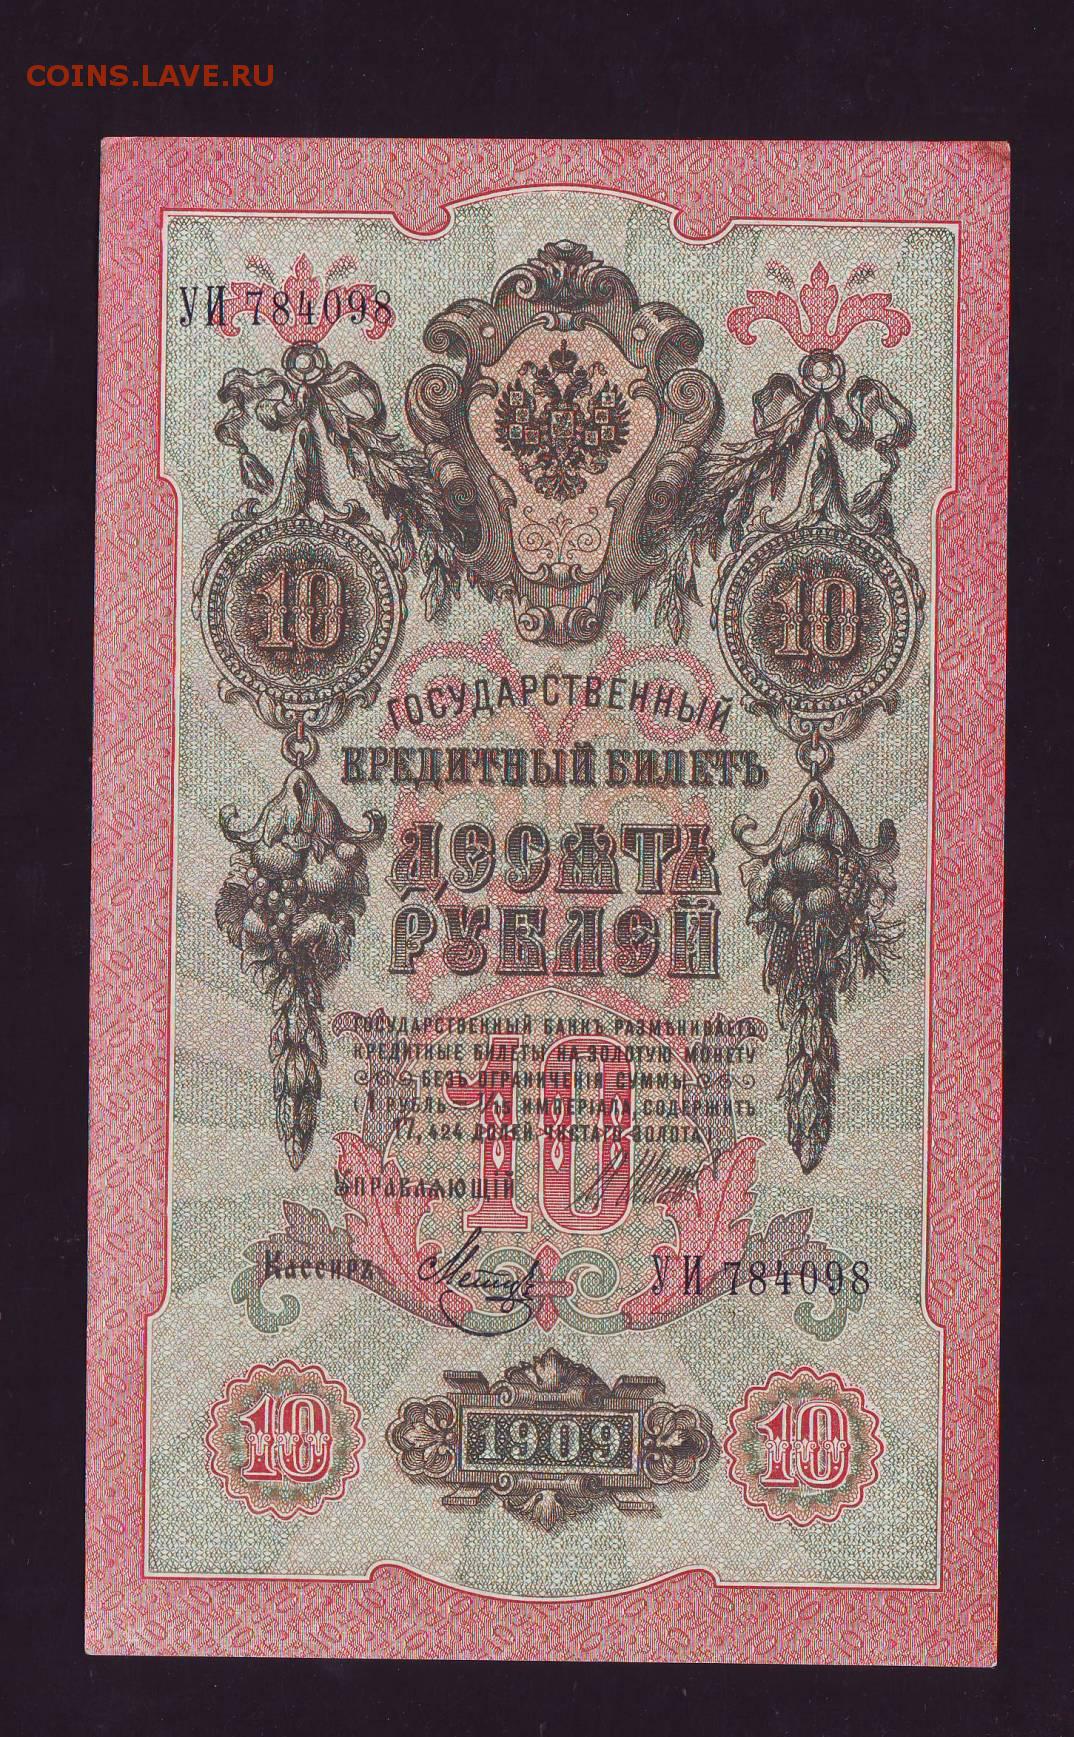 COINS.LAVE.RU
УИ 784098
10
10
ГОСУДАРСТВЕННЫЙ
КРЕДИТНЫЙ БИЛЕТЪ
ДЕСЯТЬ
РУБЛЕЙ
ГОСУДАРСТВЕННЫЙ БАНКЪ РАЗМѢНИВАЕТЪ
КРЕДИТНЫЕ БИЛЕТЫ НА ЗОЛОТУЮ МОНЕТУ
БЕЗЪ ОГРАНИЧЕНІЯ СУММЫ
(1 РУБЛЬ = 1/15 ИМПЕРІАЛА, СОДЕРЖИТЪ
17,424 ДОЛЕЙ ЧИСТАГО ЗОЛОТА)
10
УПРАВЛЯЮЩІЙ
Кассиръ
УИ 784098
10
1909
10